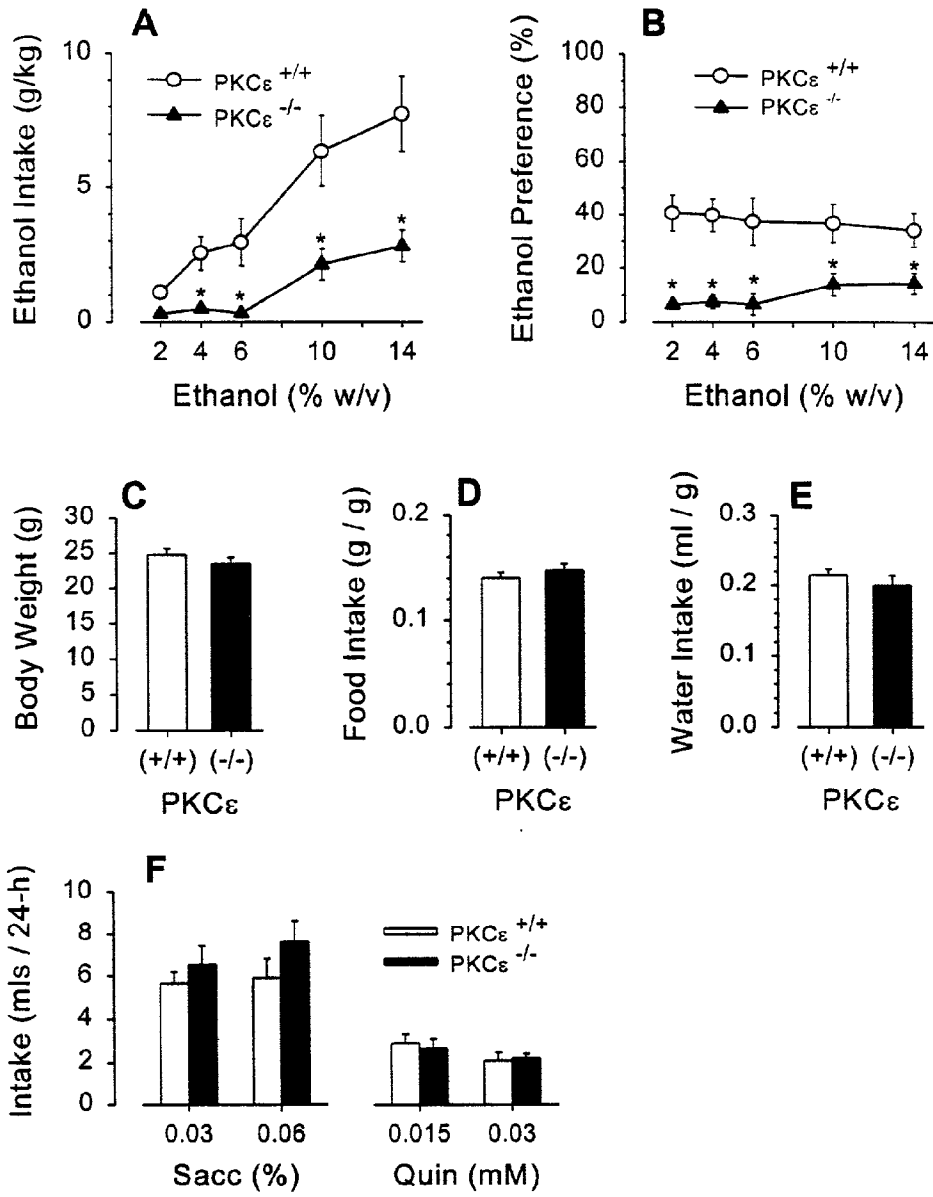 A
Ethanol Intake (g/kg)
10
5
0
PKCε +/+
PKCε -/-
*
*
*
*
2 4 6 10 14
Ethanol (% w/v)
B
Ethanol Preference (%)
100
80
60
40
20
0
PKCε +/+
PKCε -/-
* * * * *
2 4 6 10 14
Ethanol (% w/v)
C
Body Weight (g)
30
25
20
15
10
5
0
(+/+) (-/-)
PKCε
D
Food Intake (g / g)
0.2
0.1
0.0
(+/+) (-/-)
PKCε
E
Water Intake (ml / g)
0.3
0.2
0.1
0.0
(+/+) (-/-)
PKCε
F
Intake (mls / 24-h)
10
8
6
4
2
0
PKCε +/+
PKCε -/-
0.03 0.06
Sacc (%)
0.015 0.03
Quin (mM)